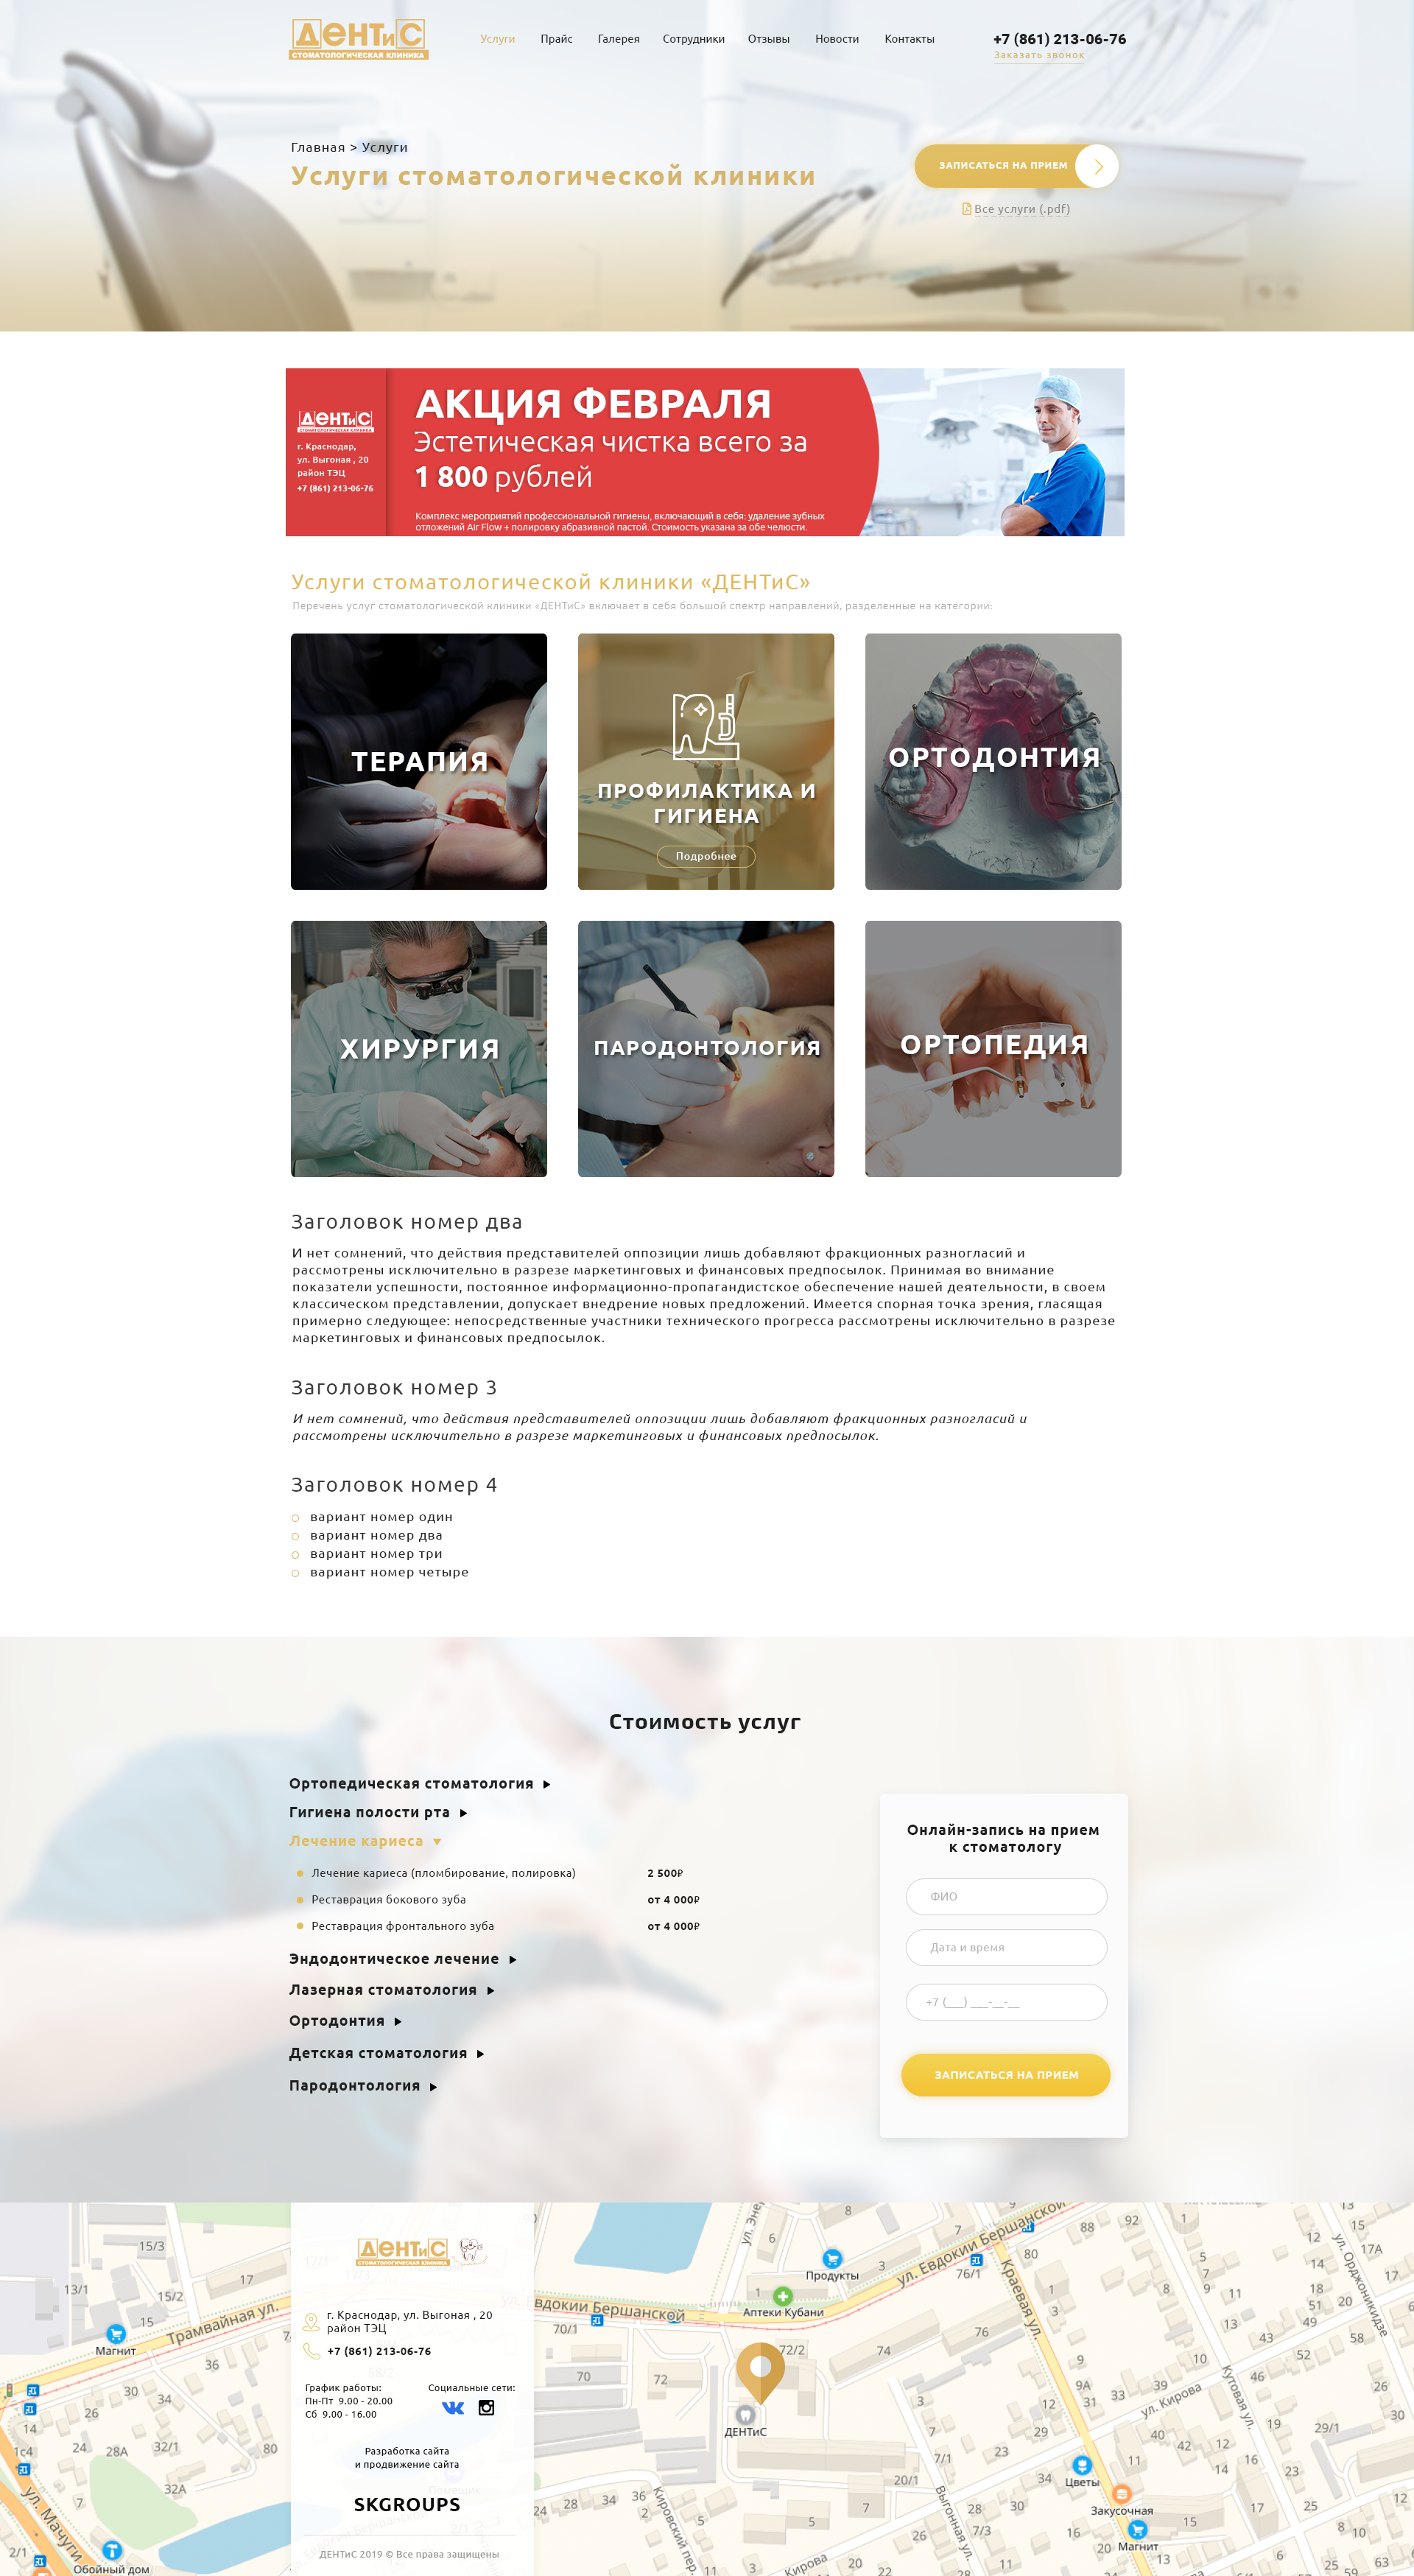 ДЕНТиС
СТОМАТОЛОГИЧЕСКАЯ КЛИНИКА
Услуги Прайс Галерея Сотрудники Отзывы Новости Контакты
+7 (861) 213-06-76
Заказать звонок
Главная > Услуги
Услуги стоматологической клиники
ЗАПИСАТЬСЯ НА ПРИЕМ
Все услуги (.pdf)
ДЕНТиС
СТОМАТОЛОГИЧЕСКАЯ КЛИНИКА
г. Краснодар,
ул. Выгоная , 20
район ТЭЦ
+7 (861) 213-06-76
АКЦИЯ ФЕВРАЛЯ
Эстетическая чистка всего за
1 800 рублей
Комплекс мероприятий профессиональной гигиены, включающий в себя: удаление зубных
отложений Air Flow + полировку абразивной пастой. Стоимость указана за обе челюсти.
Услуги стоматологической клиники «ДЕНТиС»
Перечень услуг стоматологической клиники «ДЕНТиС» включает в себя большой спектр направлений, разделенные на категории:
ТЕРАПИЯ
ПРОФИЛАКТИКА И
ГИГИЕНА
Подробнее
ОРТОДОНТИЯ
ХИРУРГИЯ
ПАРОДОНТОЛОГИЯ
ОРТОПЕДИЯ
Заголовок номер два
И нет сомнений, что действия представителей оппозиции лишь добавляют фракционных разногласий и
рассмотрены исключительно в разрезе маркетинговых и финансовых предпосылок. Принимая во внимание
показатели успешности, постоянное информационно-пропагандистское обеспечение нашей деятельности, в своем
классическом представлении, допускает внедрение новых предложений. Имеется спорная точка зрения, гласящая
примерно следующее: непосредственные участники технического прогресса рассмотрены исключительно в разрезе
маркетинговых и финансовых предпосылок.
Заголовок номер 3
И нет сомнений, что действия представителей оппозиции лишь добавляют фракционных разногласий и
рассмотрены исключительно в разрезе маркетинговых и финансовых предпосылок.
Заголовок номер 4
вариант номер один
вариант номер два
вариант номер три
вариант номер четыре
Стоимость услуг
Ортопедическая стоматология
Гигиена полости рта
Лечение кариеса
Лечение кариеса (пломбирование, полировка) 2 500₽
Реставрация бокового зуба от 4 000₽
Реставрация фронтального зуба от 4 000₽
Эндодонтическое лечение
Лазерная стоматология
Ортодонтия
Детская стоматология
Пародонтология
Онлайн-запись на прием
к стоматологу
ФИО
Дата и время
+7 (___) ___-__-__
ЗАПИСАТЬСЯ НА ПРИЕМ
ДЕНТиС
СТОМАТОЛОГИЧЕСКАЯ КЛИНИКА
г. Краснодар, ул. Выгоная , 20
район ТЭЦ
+7 (861) 213-06-76
График работы:
Пн-Пт 9.00 - 20.00
Сб 9.00 - 16.00
Социальные сети:
Разработка сайта
и продвижение сайта
SKGROUPS
ДЕНТиС 2019 © Все права защищены
Трамвайная ул.
Магнит
ул. Мачуги
Обойный дом
ул. Евдокии Бершанской
Продукты
Аптеки Кубани
ул. Евдокии Бершанской
Краевая ул.
ул. Орджоникидзе
ДЕНТиС
ул. Кирова
Кутовая ул.
Цветы
Закусочная
Магнит
Выгонная ул.
Кировский пер.
Кирова